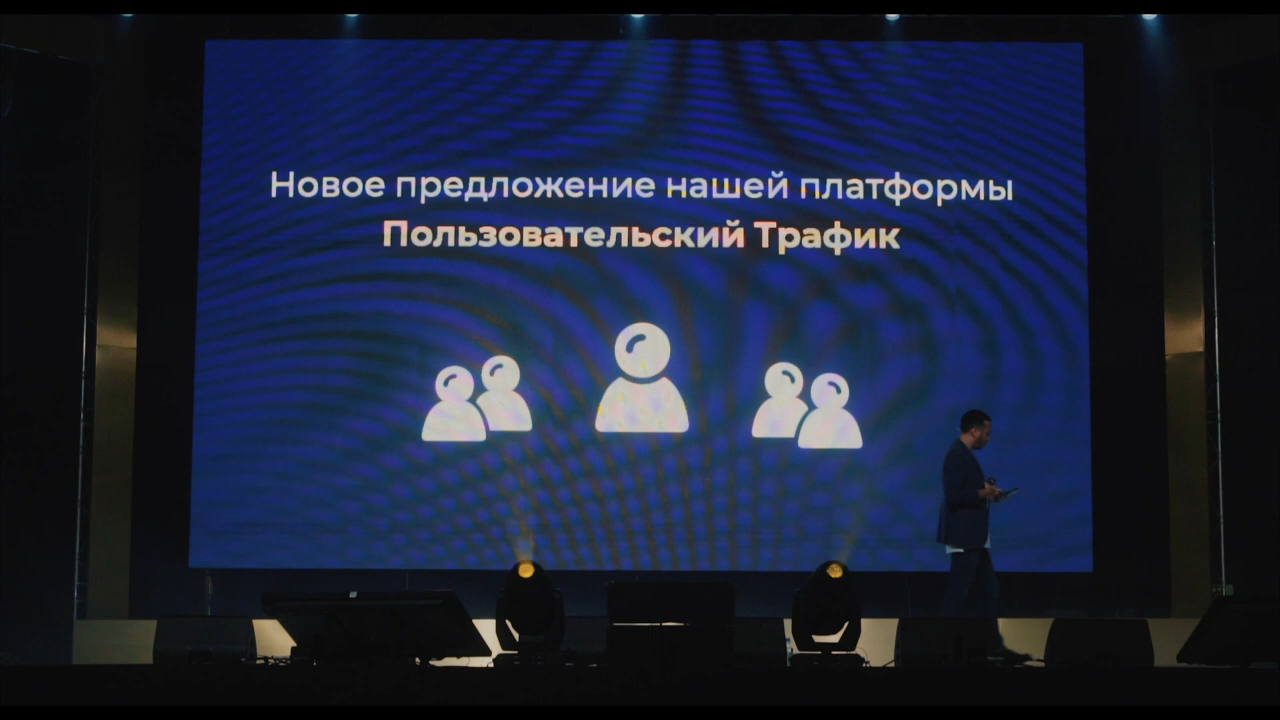 Новое предложение нашей платформы
Пользовательский Трафик